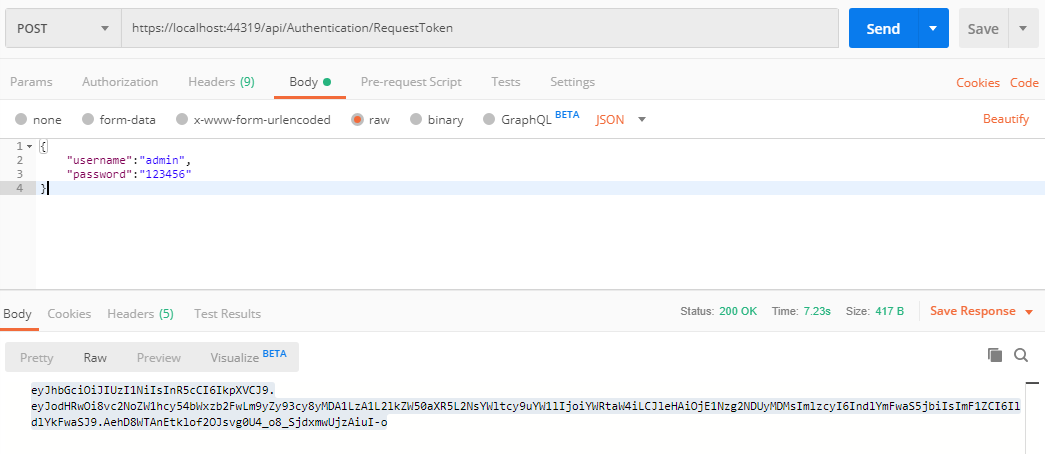 POST https://localhost:44319/api/Authentication/RequestToken Send Save
Params Authorization Headers (9) Body Pre-request Script Tests Settings Cookies Code
none form-data x-www-form-urlencoded raw binary GraphQL BETA JSON Beautify
1 {
2 "username":"admin",
3 "password":"123456"
4 }
Body Cookies Headers (5) Test Results Status: 200 OK Time: 7.23s Size: 417 B Save Response
Pretty Raw Preview Visualize BETA
eyJhbGciOiJIUzI1NiIsInR5cCI6IkpXVCJ9.
eyJodHRwOi8vc2NoZW1hcy54bWxzb2FwLm9yZy93cy8yMDA1LzA1L2lkZW50aXR5L2NsYWltcy9uYW1lIjoiYWRtaW4iLCJleHAiOjE1Nzg2NDUyMDMsImlzcyI6IndlYmFwaS5jbiIsImF1ZCI6Ildl
dlYkFwaSJ9.AehD8WTAnEtklof2OJsvg0U4_o8_SjdxmwUjzAiuI-o